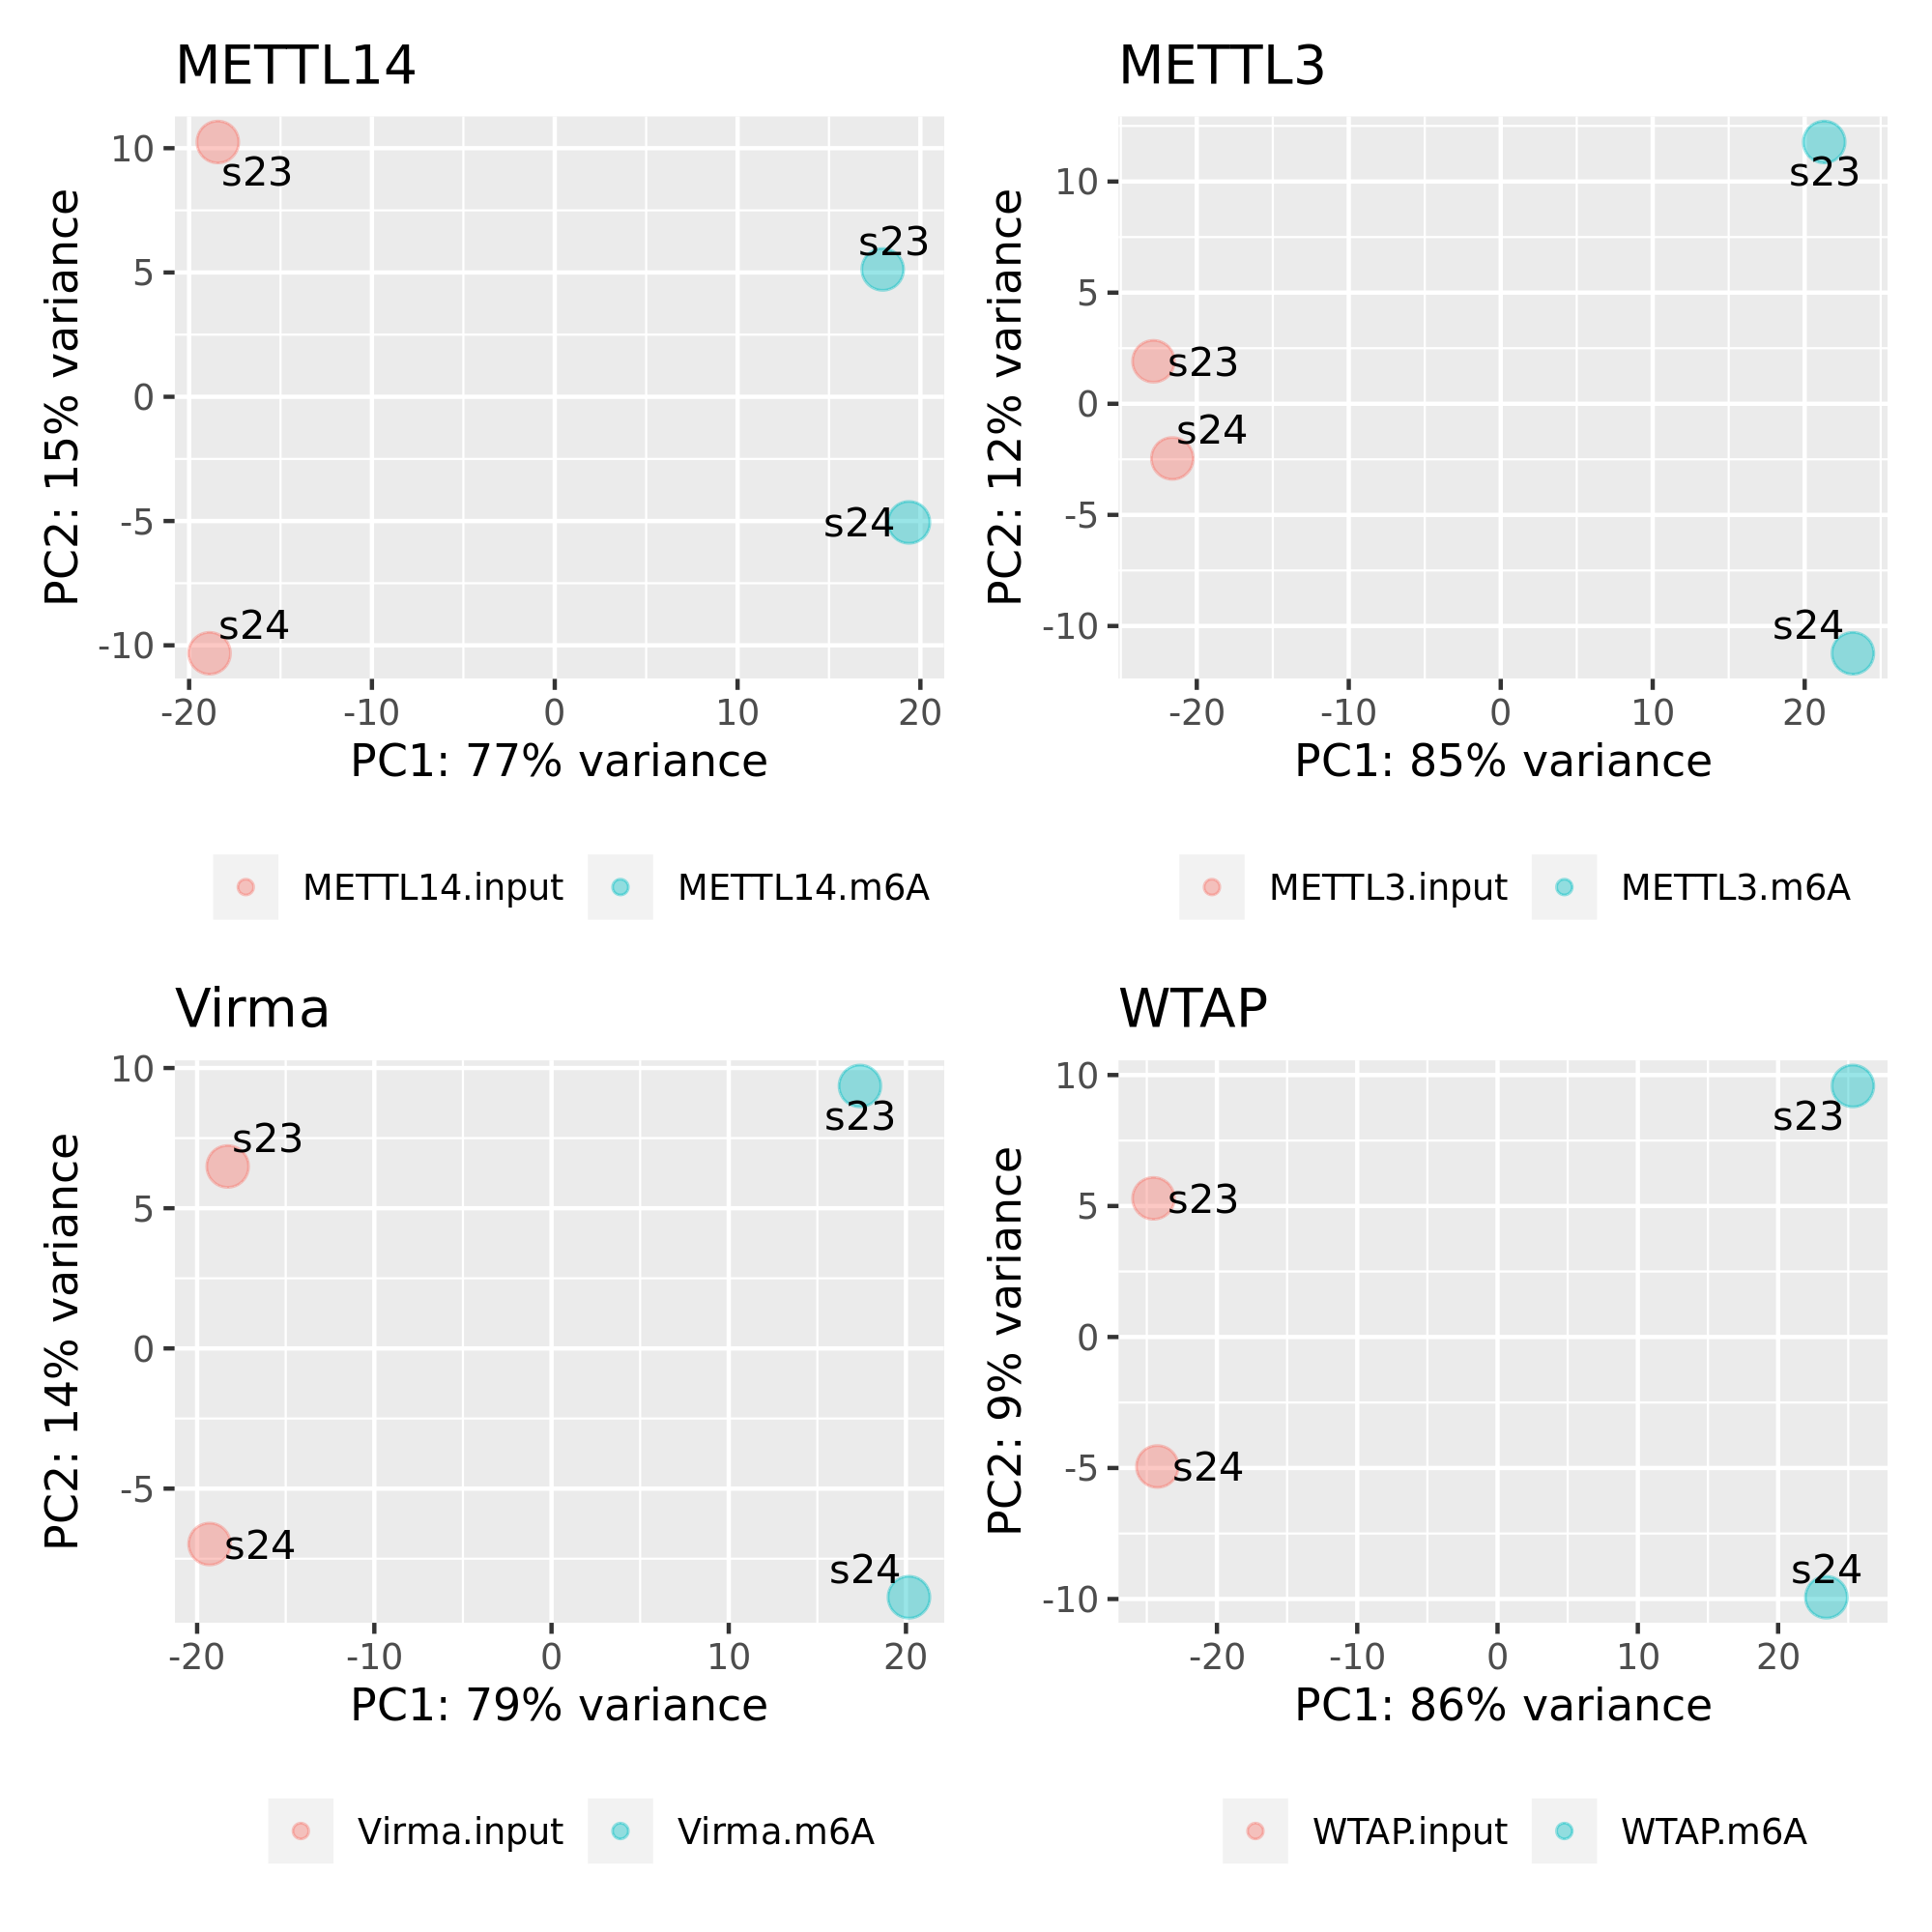 METTL14
PC2: 15% variance
10
5
0
-5
-10
s23
s23
s24
s24
-20 -10 0 10 20
PC1: 77% variance
METTL14.input METTL14.m6A
METTL3
PC2: 12% variance
10
5
0
-5
-10
s23
s23
s24
s24
-20 -10 0 10 20
PC1: 85% variance
METTL3.input METTL3.m6A
Virma
PC2: 14% variance
10
5
0
-5
s23
s23
s24
s24
-20 -10 0 10 20
PC1: 79% variance
Virma.input Virma.m6A
WTAP
PC2: 9% variance
10
5
0
-5
-10
s23
s23
s24
s24
-20 -10 0 10 20
PC1: 86% variance
WTAP.input WTAP.m6A